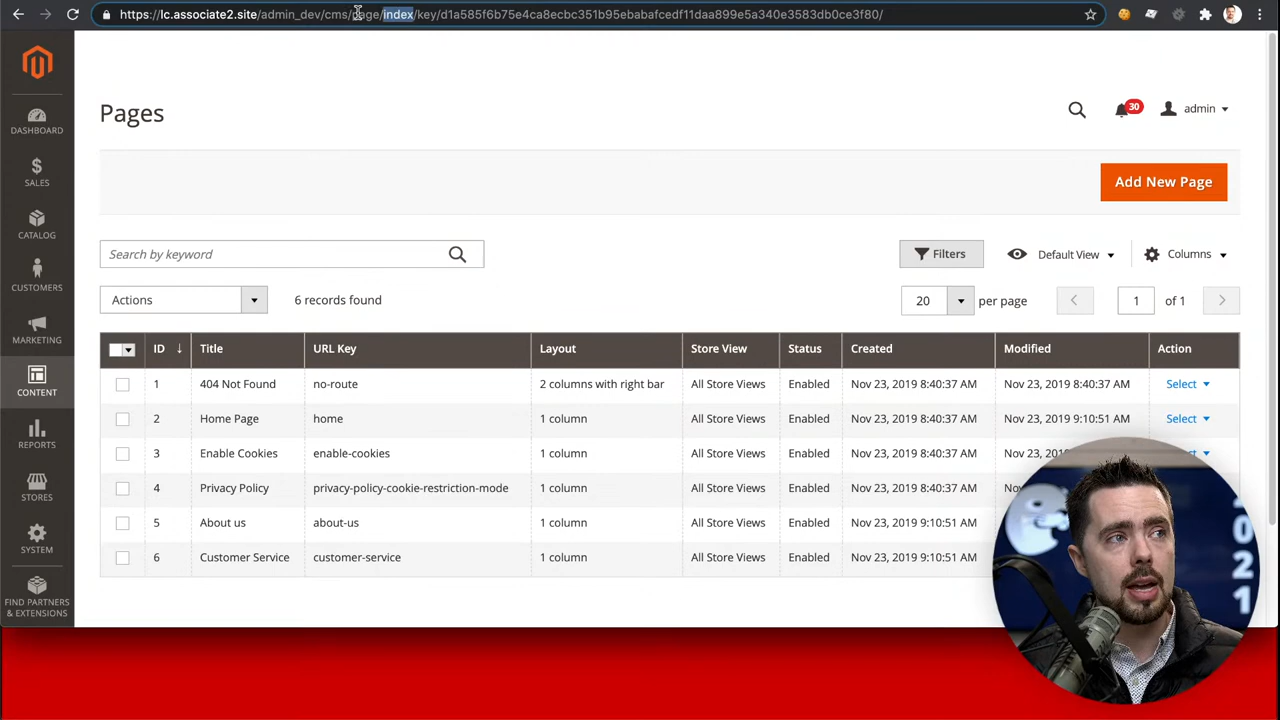 https://lc.associate2.site/admin_dev/cms/page/index/key/d1a585f6b75e4ca8ecbc351b95ebabafcedf11daa899e5a340e3583db0ce3f80/
Pages
30
admin
DASHBOARD
SALES
CATALOG
CUSTOMERS
MARKETING
CONTENT
REPORTS
STORES
SYSTEM
FIND PARTNERS
& EXTENSIONS
Add New Page
Search by keyword
Filters
Default View
Columns
Actions
6 records found
20
per page
1
of 1
ID Title URL Key Layout Store View Status Created Modified Action
1 404 Not Found no-route 2 columns with right bar All Store Views Enabled Nov 23, 2019 8:40:37 AM Nov 23, 2019 8:40:37 AM Select
2 Home Page home 1 column All Store Views Enabled Nov 23, 2019 8:40:37 AM Nov 23, 2019 9:10:51 AM Select
3 Enable Cookies enable-cookies 1 column All Store Views Enabled Nov 23, 2019 8:40:37 AM Nov 23, 20
4 Privacy Policy privacy-policy-cookie-restriction-mode 1 column All Store Views Enabled Nov 23, 2019 8:40:37 AM
5 About us about-us 1 column All Store Views Enabled Nov 23, 2019 9:10:51 AM
6 Customer Service customer-service 1 column All Store Views Enabled Nov 23, 2019 9:10:51 AM
2
0
2
1